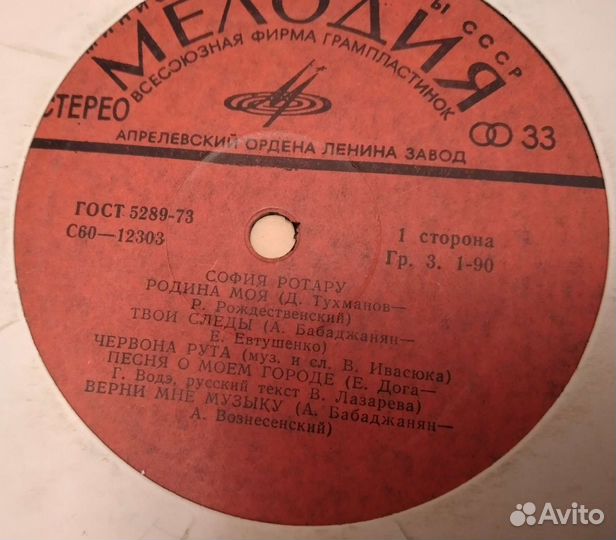 Ы СССР
МЕЛОДИЯ
ВСЕСОЮЗНАЯ ФИРМА ГРАМПЛАСТИНОК
СТЕРЕО
33
АПРЕЛЕВСКИЙ ОРДЕНА ЛЕНИНА ЗАВОД
ГОСТ 5289-73
С60—12303
1 сторона
Гр. 3. 1-90
СОФИЯ РОТАРУ
РОДИНА МОЯ (Д. Тухманов—
Р. Рождественский)
ТВОИ СЛЕДЫ (А. Бабаджанян—
Е. Евтушенко)
ЧЕРВОНА РУТА (муз. и сл. В. Ивасюка)
ПЕСНЯ О МОЕМ ГОРОДЕ (Е. Дога—
Г. Водэ, русский текст В. Лазарева)
ВЕРНИ МНЕ МУЗЫКУ (А. Бабаджанян—
А. Вознесенский)
Avito